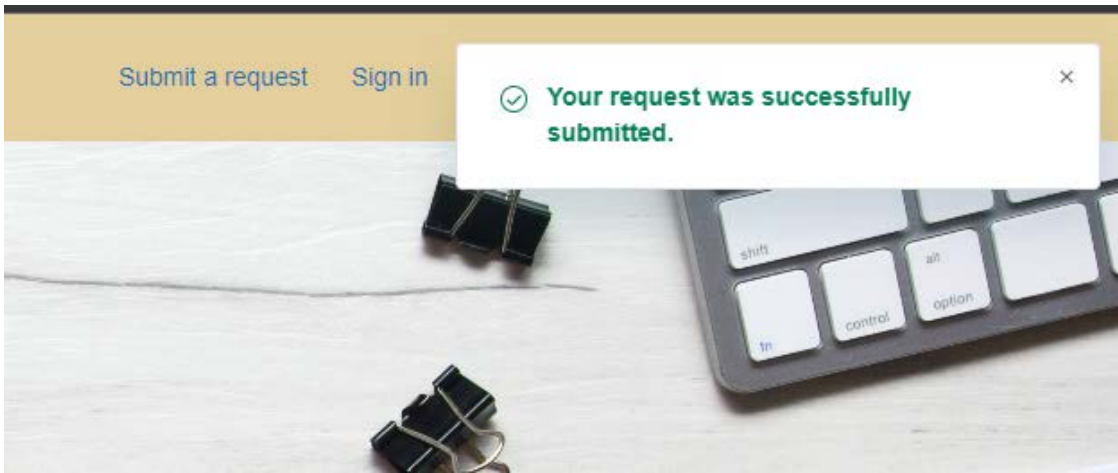 Submit a request Sign in
Your request was successfully
submitted.
shift
alt
option
control
fn